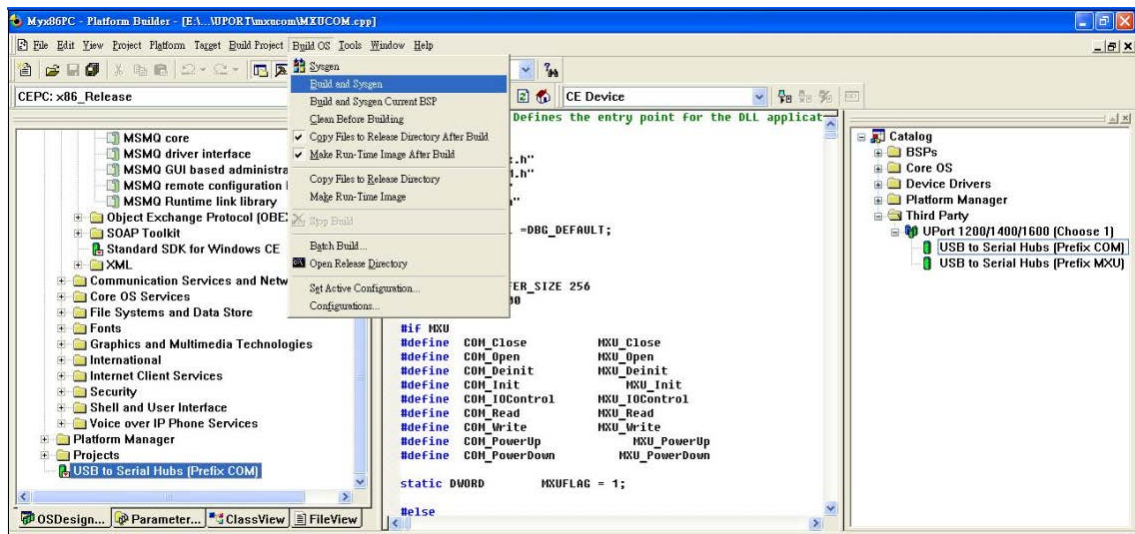 Myx86PC - Platform Builder - [E:\...\UPORT\mxucom\MXUCOM.cpp]
File Edit View Project Platform Target Build Project Build OS Tools Window Help
CEPC: x86_Release
CE Device
MSMQ core
MSMQ driver interface
MSMQ GUI based administra
MSMQ remote configuration
MSMQ Runtime link library
Object Exchange Protocol (OBE
SOAP Toolkit
Standard SDK for Windows CE
XML
Communication Services and Netw
Core OS Services
File Systems and Data Store
Fonts
Graphics and Multimedia Technologies
International
Internet Client Services
Security
Shell and User Interface
Voice over IP Phone Services
Platform Manager
Projects
USB to Serial Hubs (Prefix COM)
OSDesign... Parameter... ClassView FileView
Sysgen
Build and Sysgen
Build and Sysgen Current BSP
Clean Before Building
Copy Files to Release Directory After Build
Make Run-Time Image After Build
Copy Files to Release Directory
Make Run-Time Image
Stop Build
Batch Build...
Open Release Directory
Set Active Configuration...
Configurations...
Defines the entry point for the DLL applicat
.h"
=DBG_DEFAULT;
FER_SIZE 256
#if MXU
#define COM_Close MXU_Close
#define COM_Open MXU_Open
#define COM_Deinit MXU_Deinit
#define COM_Init MXU_Init
#define COM_IOControl MXU_IOControl
#define COM_Read MXU_Read
#define COM_Write MXU_Write
#define COM_PowerUp MXU_PowerUp
#define COM_PowerDown MXU_PowerDown
static DWORD MXUFLAG = 1;
#else
Catalog
BSPs
Core OS
Device Drivers
Platform Manager
Third Party
UPort 1200/1400/1600 (Choose 1)
USB to Serial Hubs (Prefix COM)
USB to Serial Hubs (Prefix MXU)